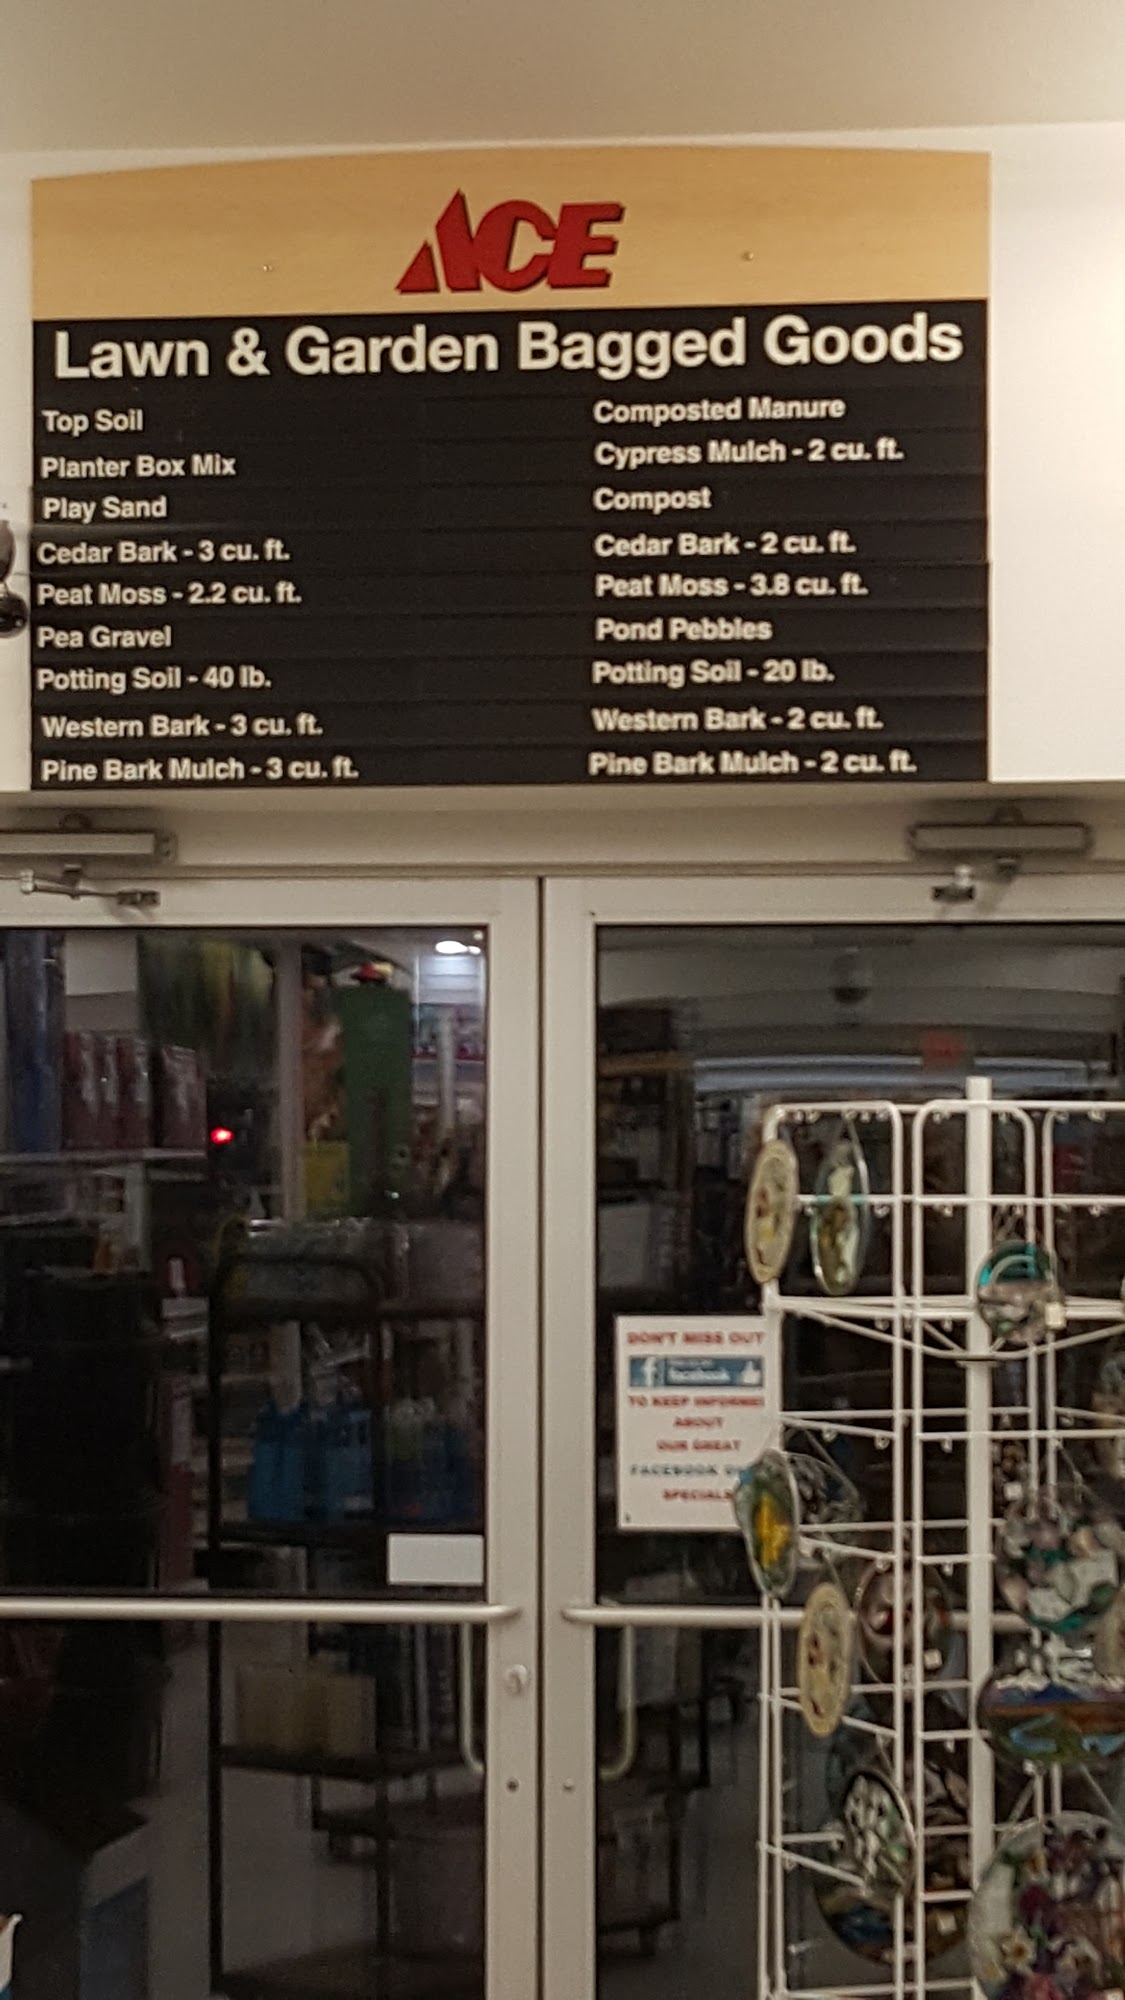 ACE
Lawn & Garden Bagged Goods
Top Soil
Planter Box Mix
Play Sand
Cedar Bark - 3 cu. ft.
Peat Moss - 2.2 cu. ft.
Pea Gravel
Potting Soil - 40 lb.
Western Bark - 3 cu. ft.
Pine Bark Mulch - 3 cu. ft.
Composted Manure
Cypress Mulch - 2 cu. ft.
Compost
Cedar Bark - 2 cu. ft.
Peat Moss - 3.8 cu. ft.
Pond Pebbles
Potting Soil - 20 lb.
Western Bark - 2 cu. ft.
Pine Bark Mulch - 2 cu. ft.
DON'T MISS OUT
facebook
TO KEEP
ABOUT
OUR GREAT
FACEBOOK
SPECIALS